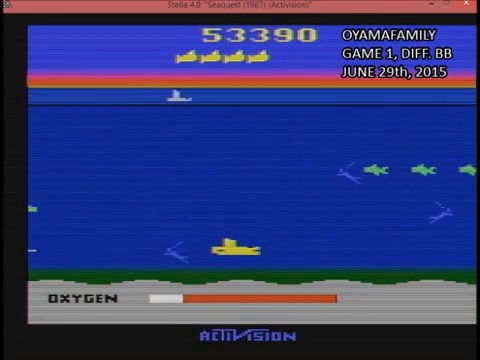 Stella 4.0: "Seaquest (1983) (Activision)"
53390
OYAMAFAMILY
GAME 1, DIFF. BB
JUNE 29th, 2015
OXYGEN
ACTIVISION